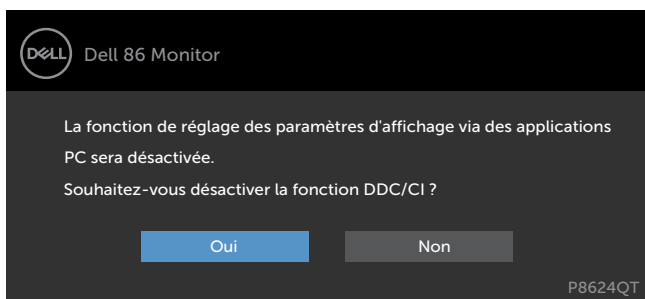 DELL Dell 86 Monitor
La fonction de réglage des paramètres d'affichage via des applications
PC sera désactivée.
Souhaitez-vous désactiver la fonction DDC/CI ?
Oui Non
P8624QT